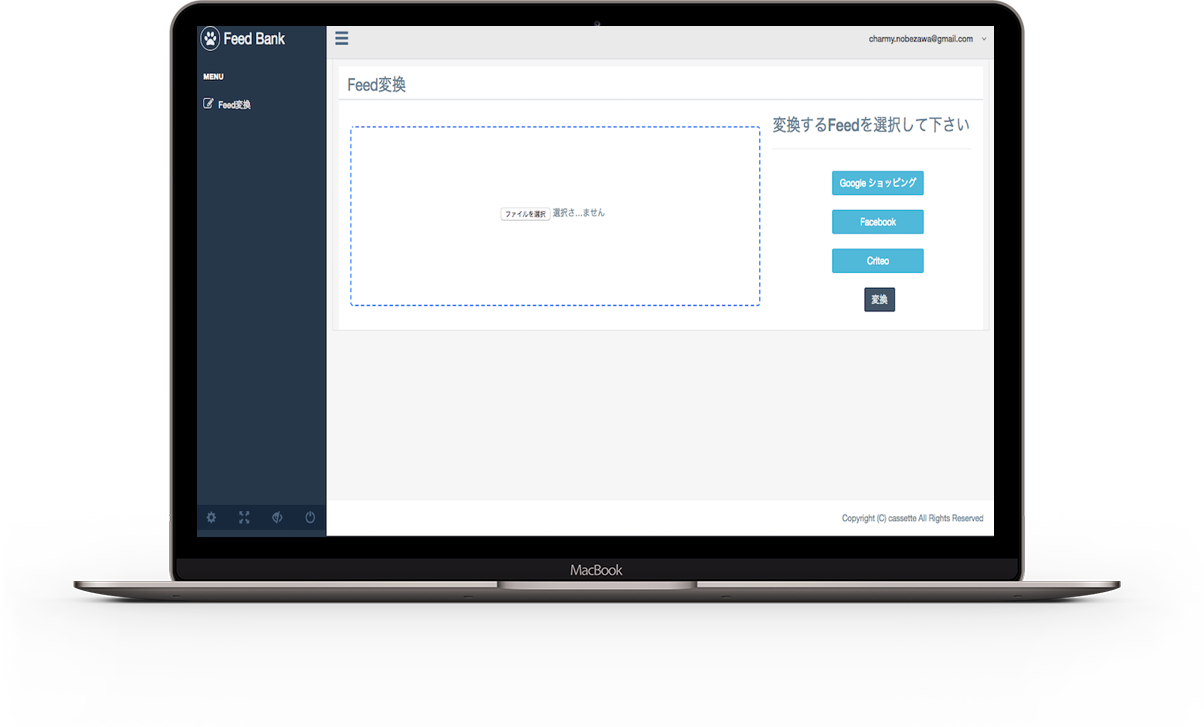 Feed Bank
charmy.nobezawa@gmail.com
MENU
Feed変換
Feed変換
変換するFeedを選択して下さい
Google ショッピング
ファイルを選択 選択さ...ません
Facebook
Criteo
変換
Copyright (C) cassette All Rights Reserved
MacBook